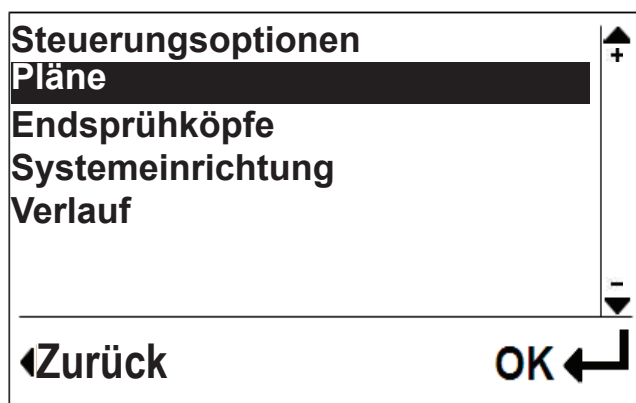 Steuerungsoptionen
+
Pläne
Endsprühköpfe
Systemeinrichtung
Verlauf
-
Zurück OK